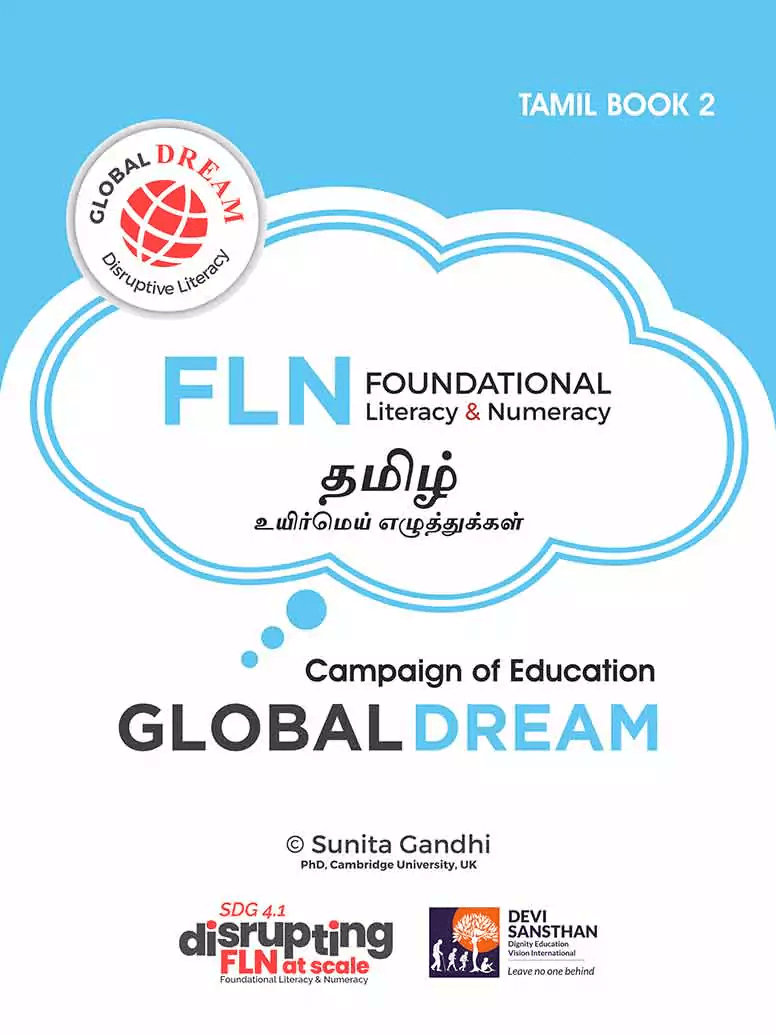 TAMIL BOOK 2
GLOBAL DREAM
Disruptive Literacy
FLN FOUNDATIONAL
Literacy & Numeracy
தமிழ்
உயிர்மெய் எழுத்துக்கள்
Campaign of Education
GLOBAL DREAM
© Sunita Gandhi
PhD, Cambridge University, UK
SDG 4.1
disrupting
FLN at scale
Foundational Literacy & Numeracy
DEVI
SANSTHAN
Dignity Education
Vision International
Leave no one behind